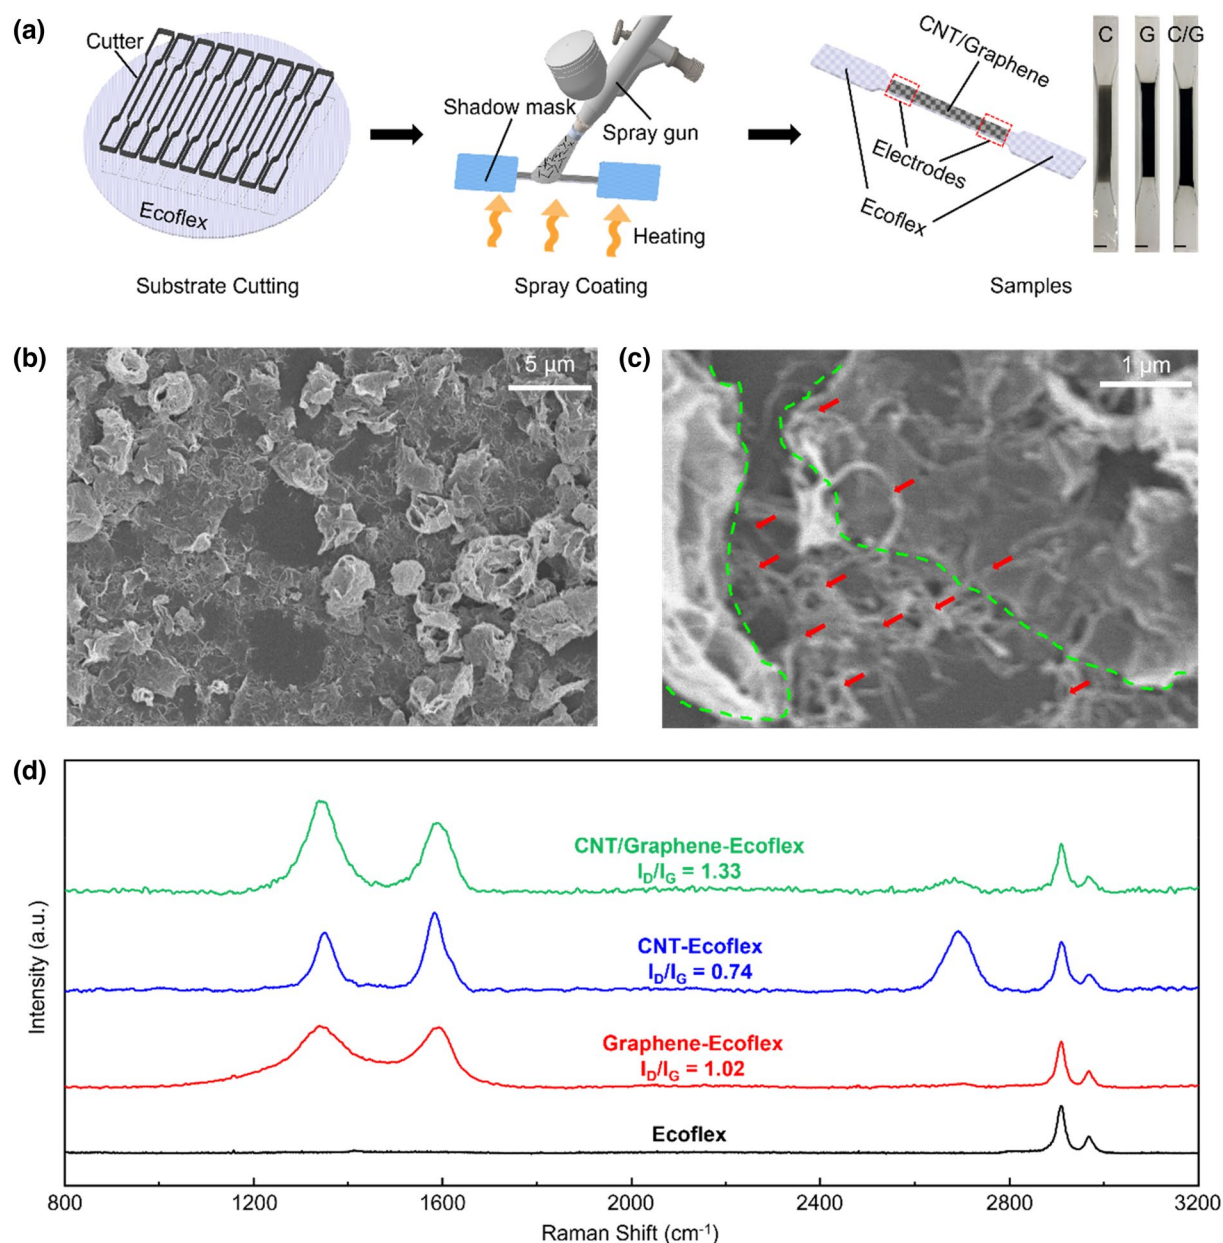 (a)
Cutter
Ecoflex
Substrate Cutting
Shadow mask
Spray gun
Heating
Spray Coating
CNT/Graphene
Electrodes
Ecoflex
Samples
C G C/G
(b)
5 µm
(c)
1 µm
(d)
CNT/Graphene-Ecoflex
I_D/I_G = 1.33
CNT-Ecoflex
I_D/I_G = 0.74
Graphene-Ecoflex
I_D/I_G = 1.02
Ecoflex
Intensity (a.u.)
800 1200 1600 2000 2400 2800 3200
Raman Shift (cm⁻¹)